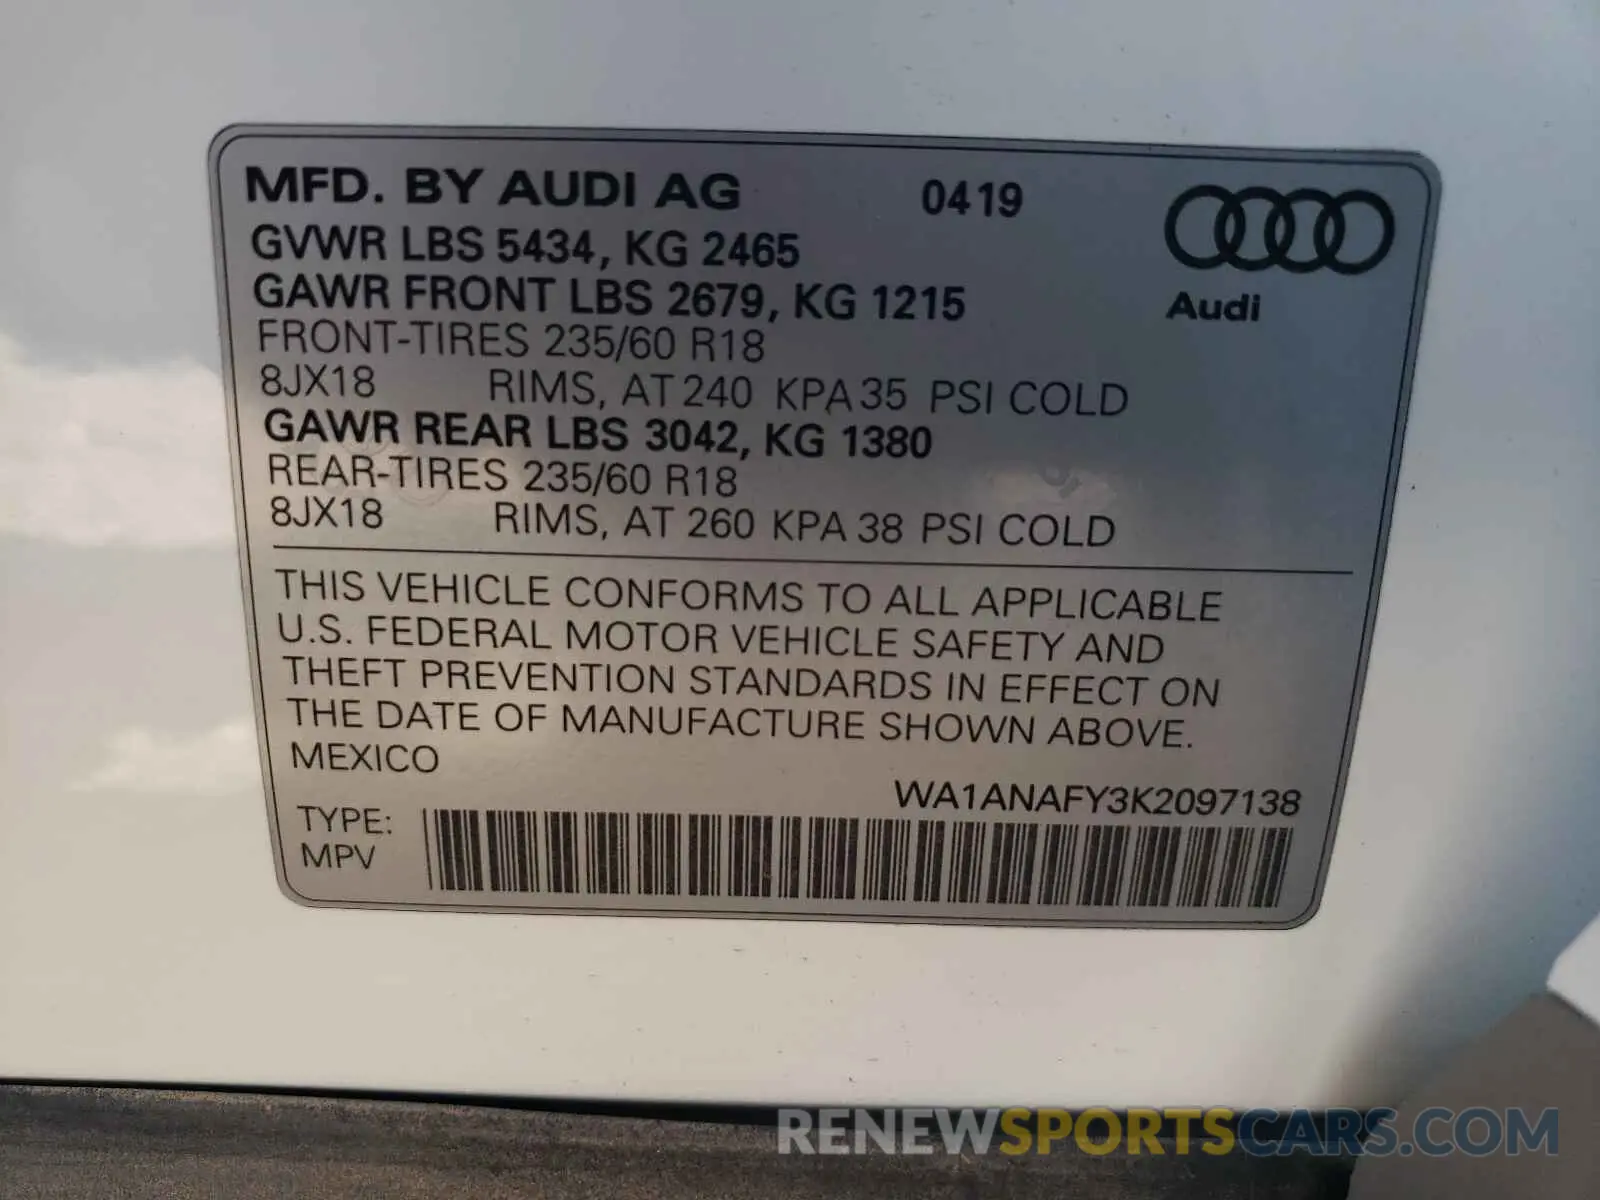 MFD. BY AUDI AG 0419
GVWR LBS 5434, KG 2465
GAWR FRONT LBS 2679, KG 1215
Audi
FRONT-TIRES 235/60 R18
8JX18 RIMS, AT 240 KPA 35 PSI COLD
GAWR REAR LBS 3042, KG 1380
REAR-TIRES 235/60 R18
8JX18 RIMS, AT 260 KPA 38 PSI COLD
THIS VEHICLE CONFORMS TO ALL APPLICABLE
U.S. FEDERAL MOTOR VEHICLE SAFETY AND
THEFT PREVENTION STANDARDS IN EFFECT ON
THE DATE OF MANUFACTURE SHOWN ABOVE.
MEXICO
WA1ANAFY3K2097138
TYPE:
MPV
RENEWSPORTSCARS.COM